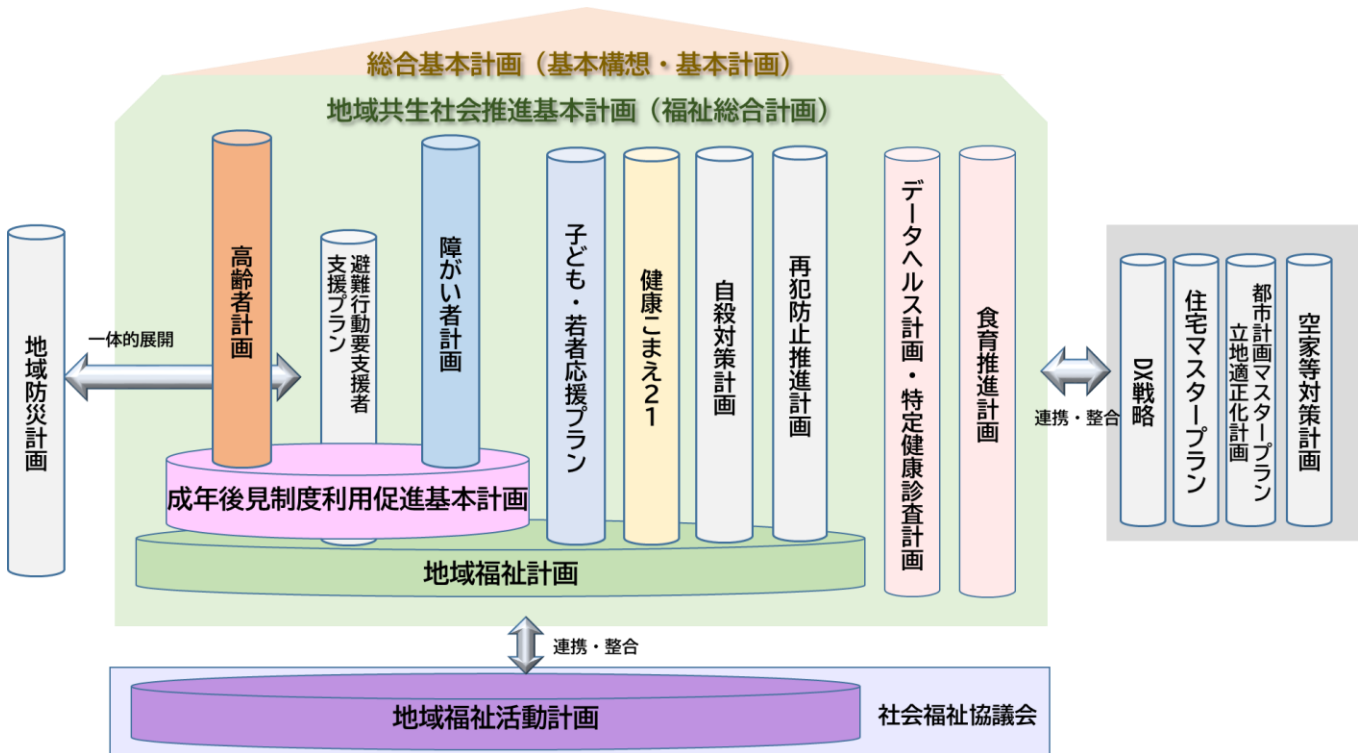 総合基本計画（基本構想・基本計画）
地域共生社会推進基本計画（福祉総合計画）
地域防災計画
一体的展開
高齢者計画
避難行動要支援者
支援プラン
障がい者計画
子ども・若者応援プラン
健康こまえ21
自殺対策計画
再犯防止推進計画
データヘルス計画・特定健康診査計画
食育推進計画
連携・整合
DX戦略
住宅マスタープラン
都市計画マスタープラン
立地適正化計画
空家等対策計画
成年後見制度利用促進基本計画
地域福祉計画
連携・整合
地域福祉活動計画
社会福祉協議会